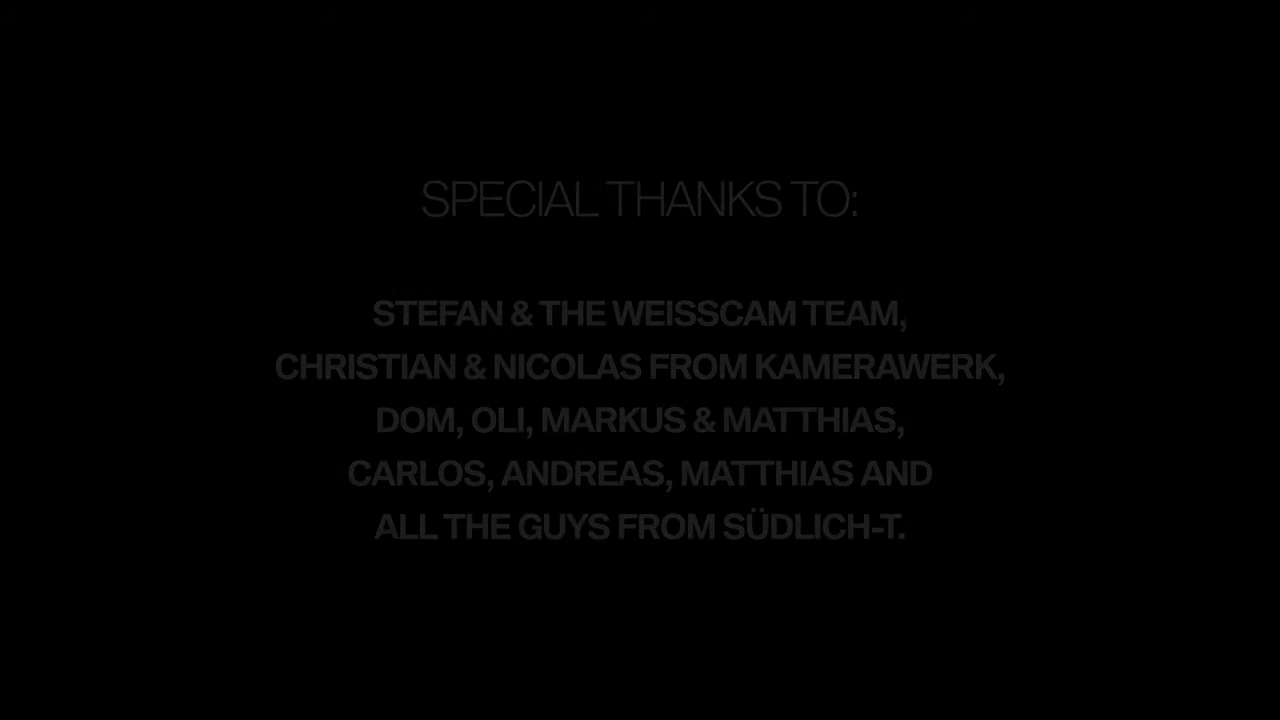 SPECIAL THANKS TO:
STEFAN & THE WEISSCAM TEAM,
CHRISTIAN & NICOLAS FROM KAMERAWERK,
DOM, OLI, MARKUS & MATTHIAS,
CARLOS, ANDREAS, MATTHIAS AND
ALL THE GUYS FROM SÜDLICH-T.